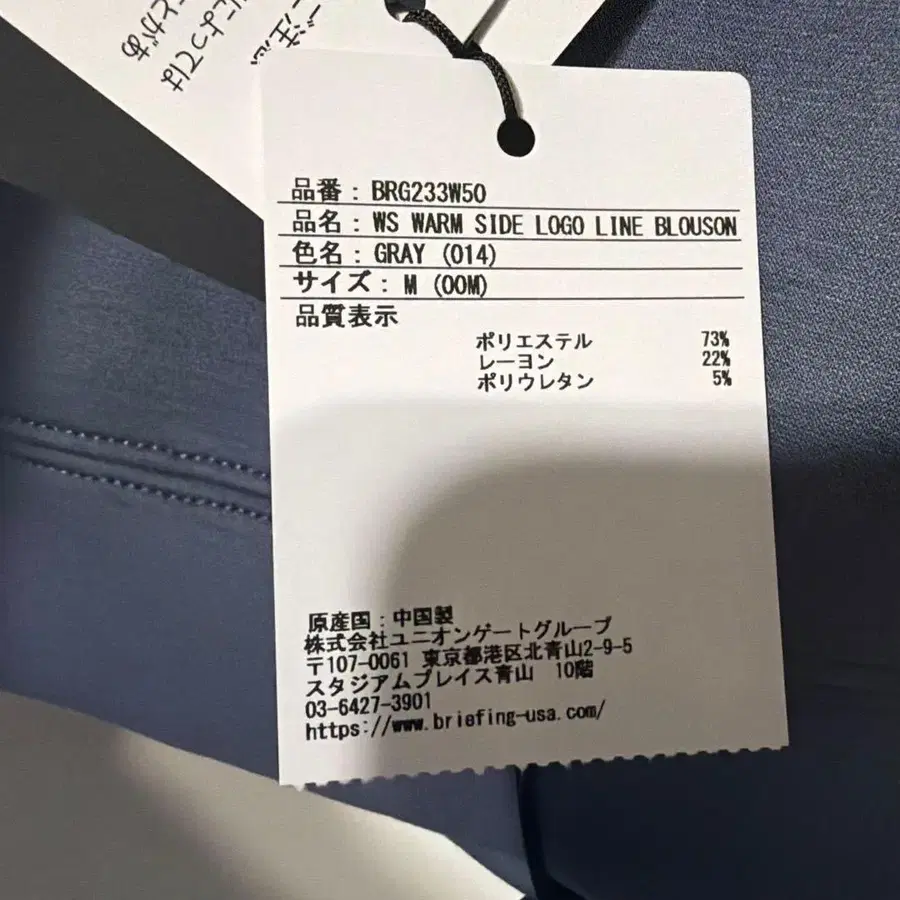 ご注意
品番：BRG233W50
品名：WS WARM SIDE LOGO LINE BLOUSON
色名：GRAY (014)
サイズ：M (00M)
品質表示
ポリエステル 73%
レーヨン 22%
ポリウレタン 5%
原産国：中国製
株式会社ユニオンゲートグループ
〒107-0061 東京都港区北青山2-9-5
スタジアムプレイス青山 10階
03-6427-3901
https://www.briefing-usa.com/